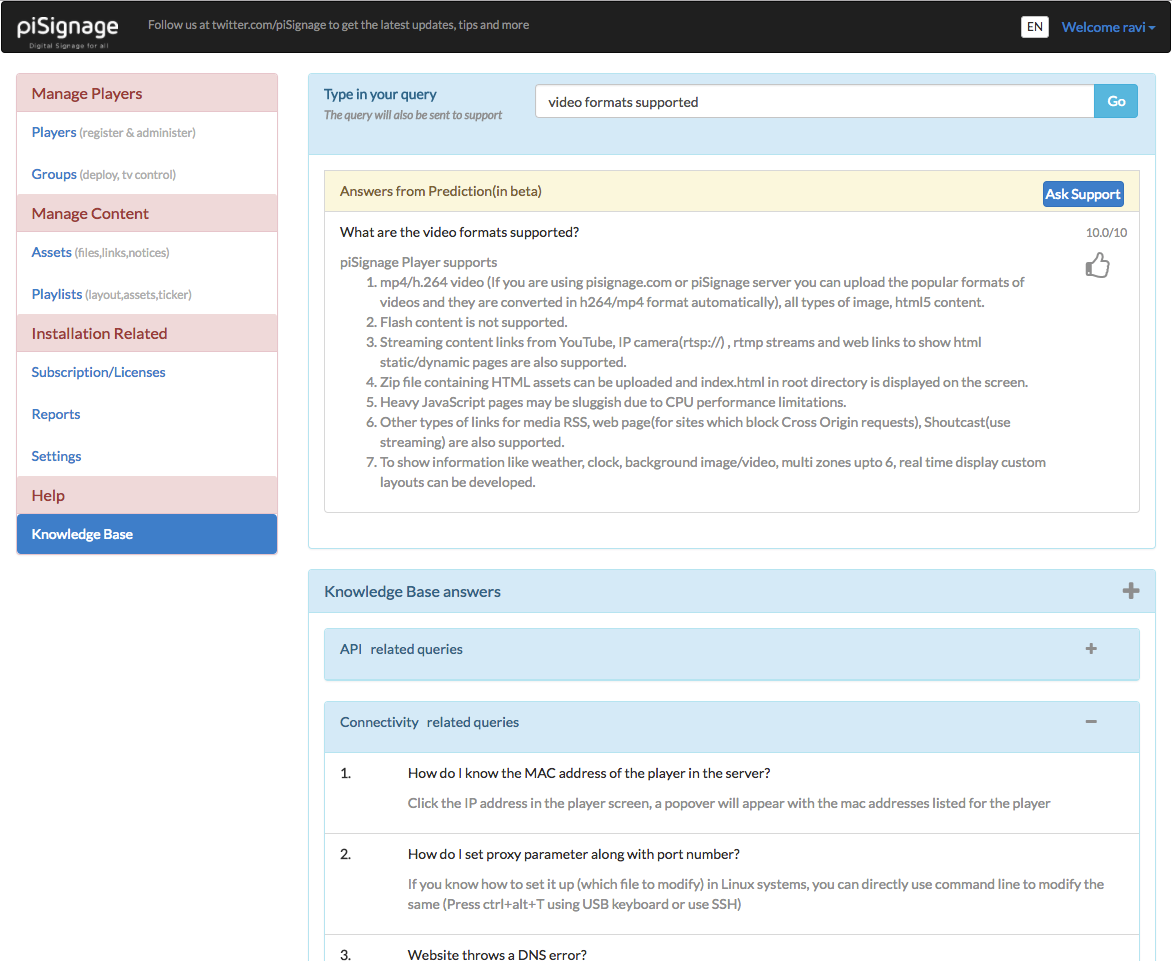 piSignage
Digital Signage for all
Follow us at twitter.com/piSignage to get the latest updates, tips and more
EN
Welcome ravi
Manage Players
Players (register & administer)
Groups (deploy, tv control)
Manage Content
Assets (files,links,notices)
Playlists (layout,assets,ticker)
Installation Related
Subscription/Licenses
Reports
Settings
Help
Knowledge Base
Type in your query
The query will also be sent to support
video formats supported
Go
Answers from Prediction(in beta)
Ask Support
What are the video formats supported?
10.0/10
piSignage Player supports
1. mp4/h.264 video (If you are using pisignage.com or piSignage server you can upload the popular formats of
videos and they are converted in h264/mp4 format automatically), all types of image, html5 content.
2. Flash content is not supported.
3. Streaming content links from YouTube, IP camera(rtsp://) , rtmp streams and web links to show html
static/dynamic pages are also supported.
4. Zip file containing HTML assets can be uploaded and index.html in root directory is displayed on the screen.
5. Heavy JavaScript pages may be sluggish due to CPU performance limitations.
6. Other types of links for media RSS, web page(for sites which block Cross Origin requests), Shoutcast(use
streaming) are also supported.
7. To show information like weather, clock, background image/video, multi zones upto 6, real time display custom
layouts can be developed.
Knowledge Base answers
API related queries
Connectivity related queries
1. How do I know the MAC address of the player in the server?
Click the IP address in the player screen, a popover will appear with the mac addresses listed for the player
2. How do I set proxy parameter along with port number?
If you know how to set it up (which file to modify) in Linux systems, you can directly use command line to modify the
same (Press ctrl+alt+T using USB keyboard or use SSH)
3. Website throws a DNS error?